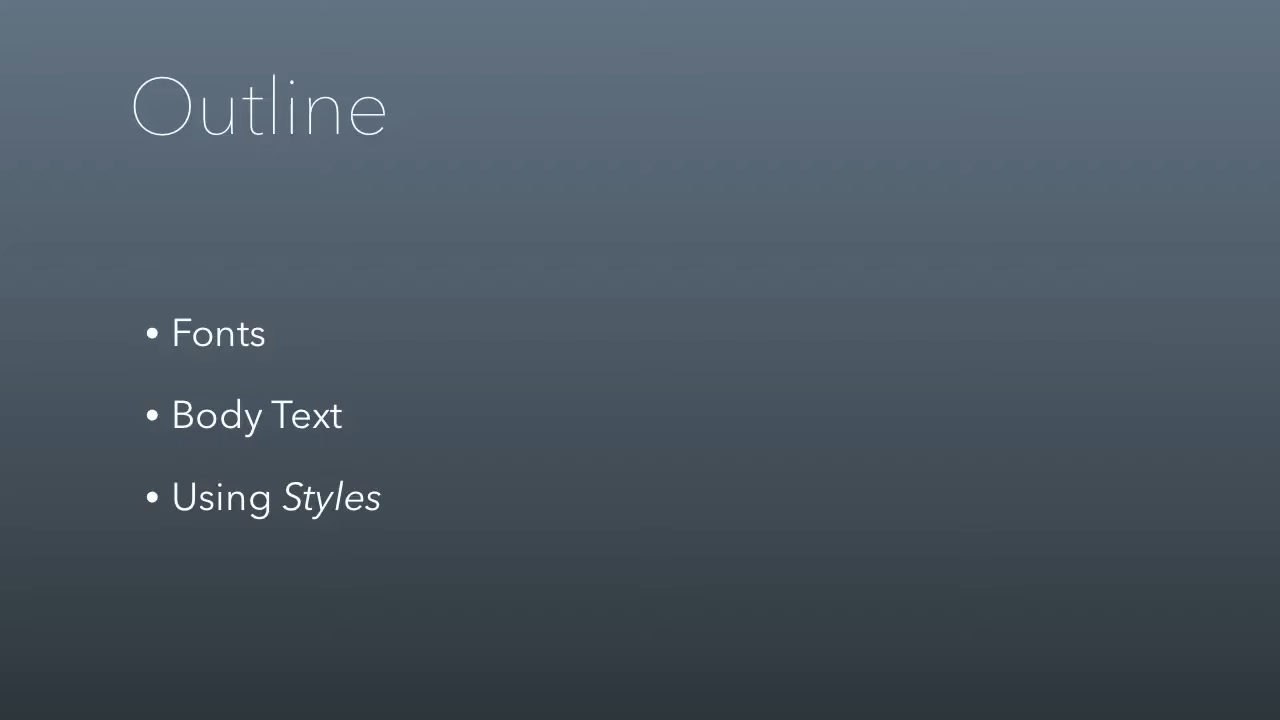 Outline
• Fonts
• Body Text
• Using Styles